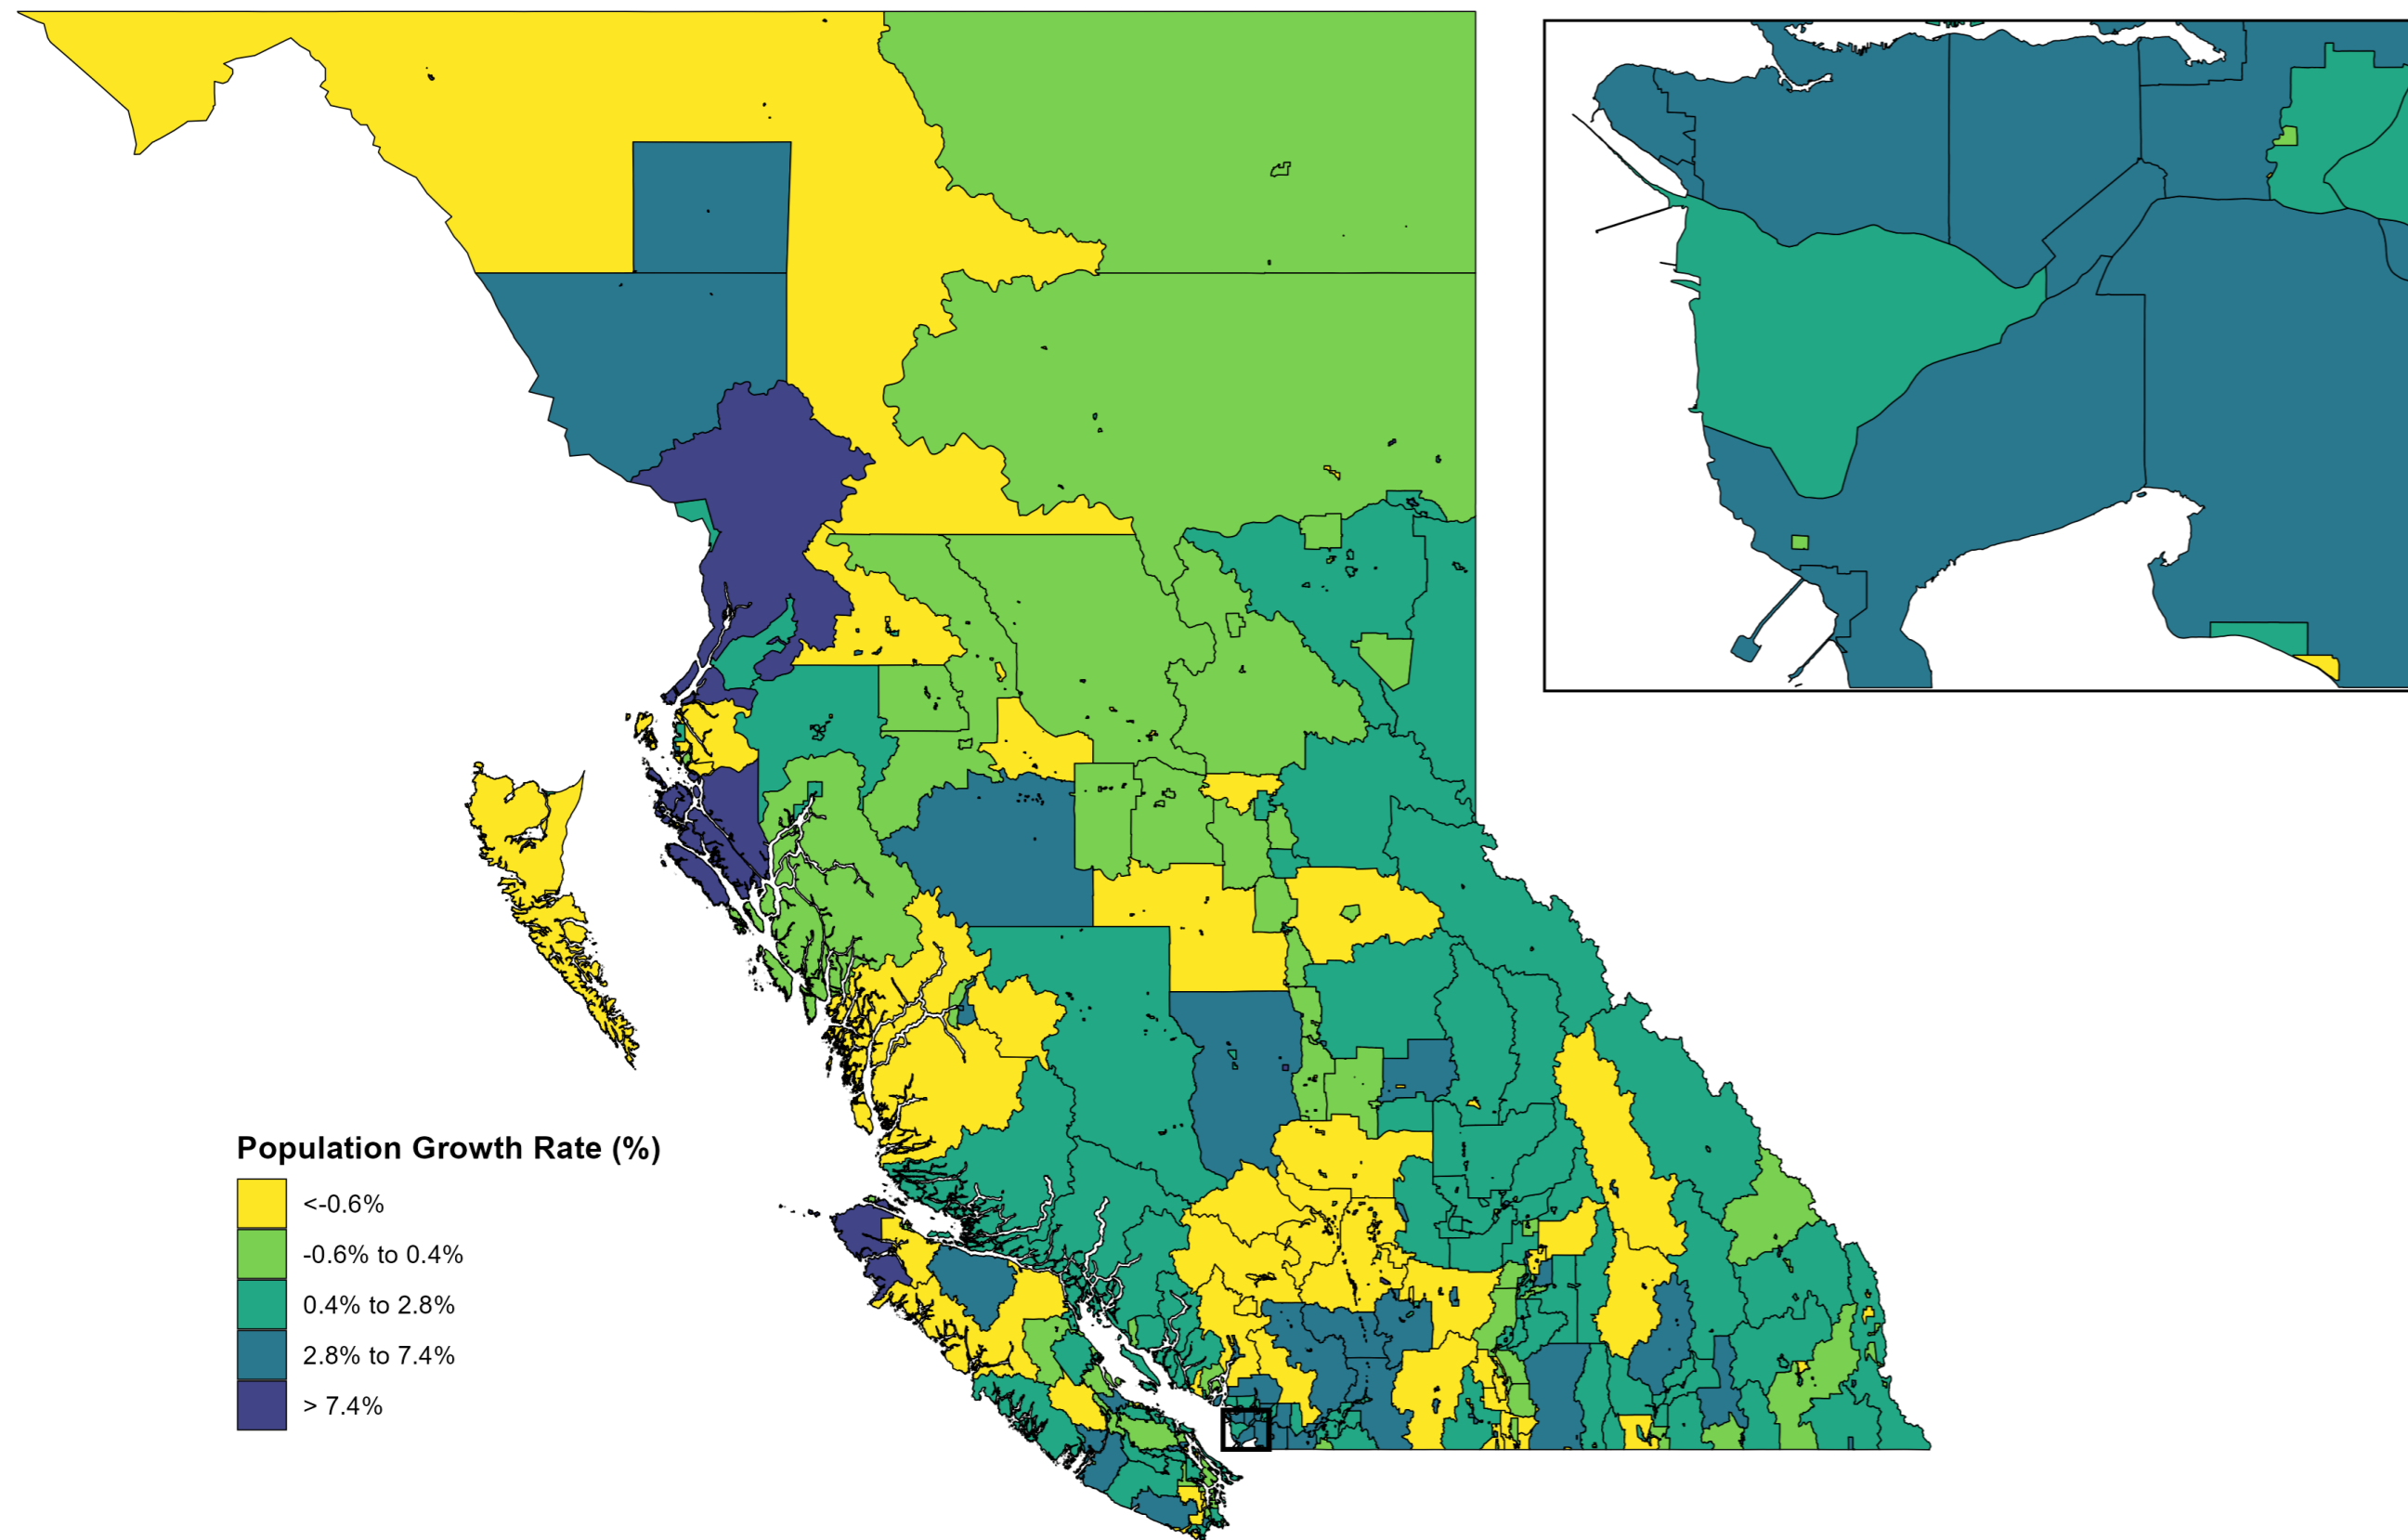 Population Growth Rate (%)
<-0.6%
-0.6% to 0.4%
0.4% to 2.8%
2.8% to 7.4%
> 7.4%